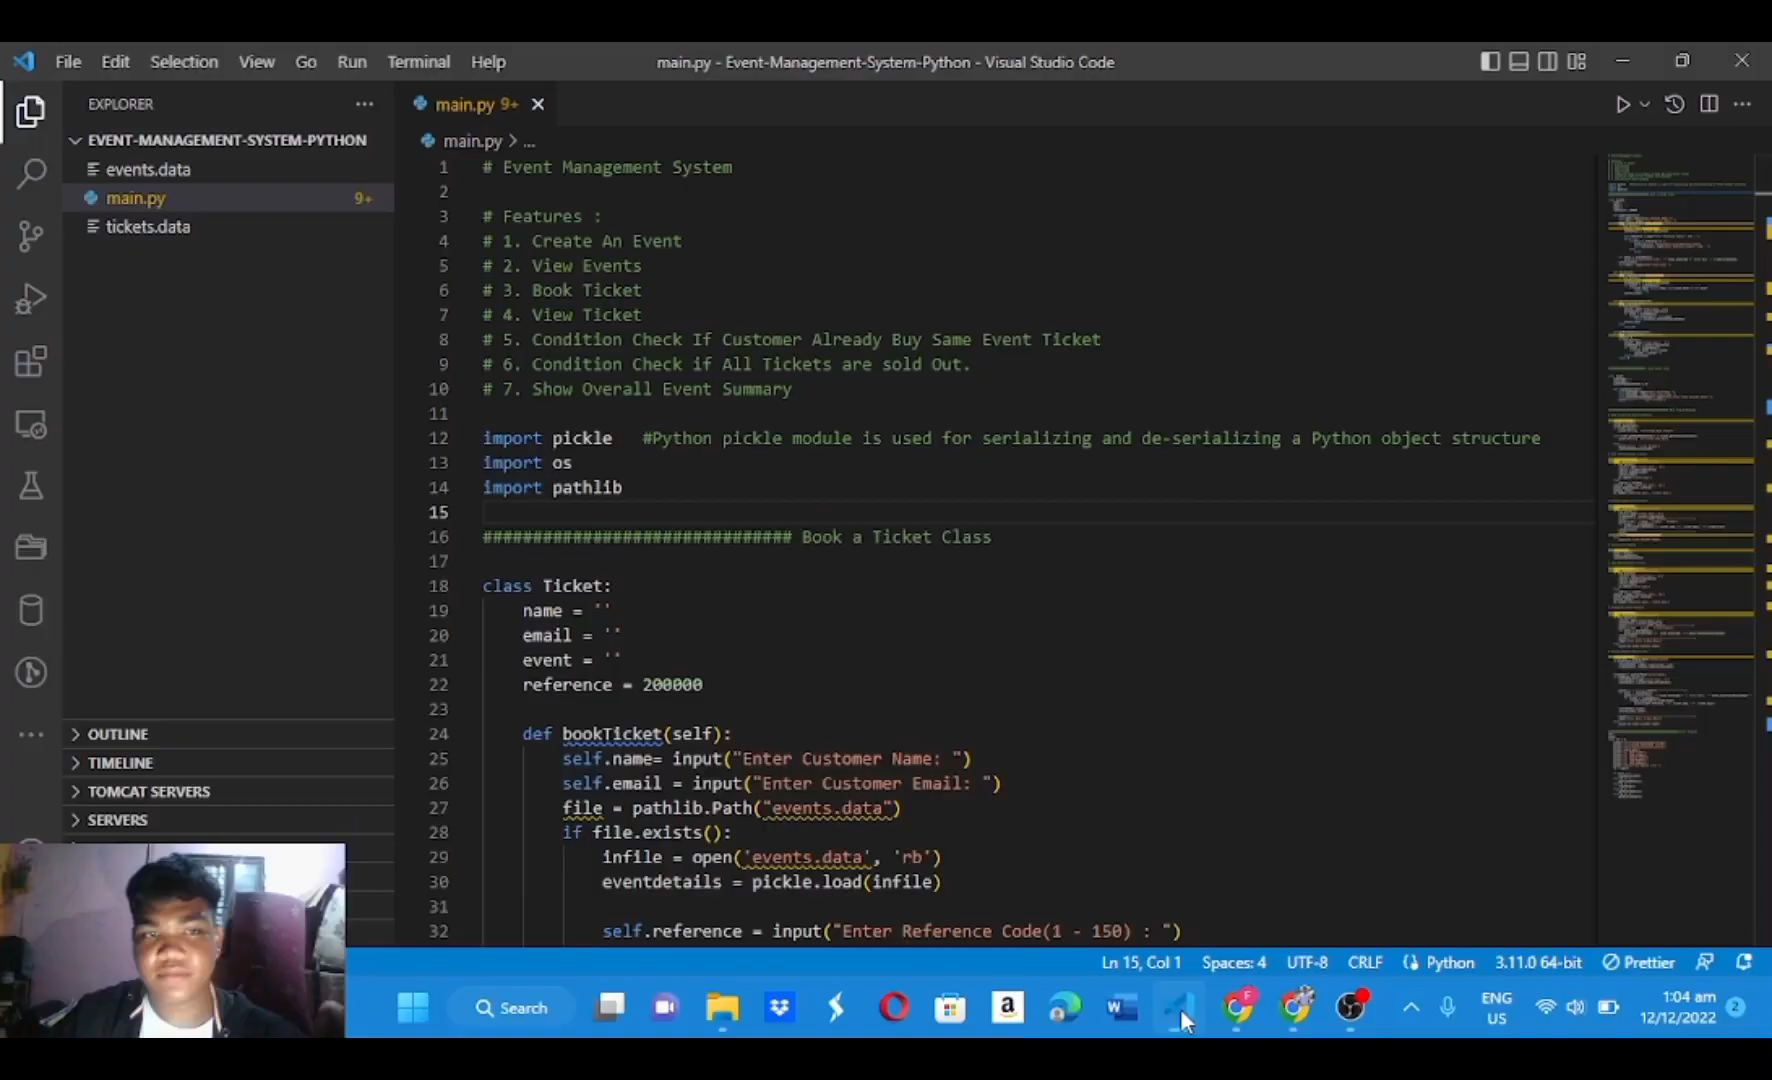 File Edit Selection View Go Run Terminal Help
main.py - Event-Management-System-Python - Visual Studio Code
EXPLORER
EVENT-MANAGEMENT-SYSTEM-PYTHON
events.data
main.py 9+
tickets.data
OUTLINE
TIMELINE
TOMCAT SERVERS
SERVERS
main.py 9+
main.py > ...
1 # Event Management System
2
3 # Features :
4 # 1. Create An Event
5 # 2. View Events
6 # 3. Book Ticket
7 # 4. View Ticket
8 # 5. Condition Check If Customer Already Buy Same Event Ticket
9 # 6. Condition Check if All Tickets are sold Out.
10 # 7. Show Overall Event Summary
11
12 import pickle #Python pickle module is used for serializing and de-serializing a Python object structure
13 import os
14 import pathlib
15
16 ############################### Book a Ticket Class
17
18 class Ticket:
19 name = ''
20 email = ''
21 event = ''
22 reference = 200000
23
24 def bookTicket(self):
25 self.name= input("Enter Customer Name: ")
26 self.email = input("Enter Customer Email: ")
27 file = pathlib.Path("events.data")
28 if file.exists():
29 infile = open('events.data', 'rb')
30 eventdetails = pickle.load(infile)
31
32 self.reference = input("Enter Reference Code(1 - 150) : ")
Ln 15, Col 1 Spaces: 4 UTF-8 CRLF Python 3.11.0 64-bit Prettier
Search
ENG
US
1:04 am
12/12/2022
2